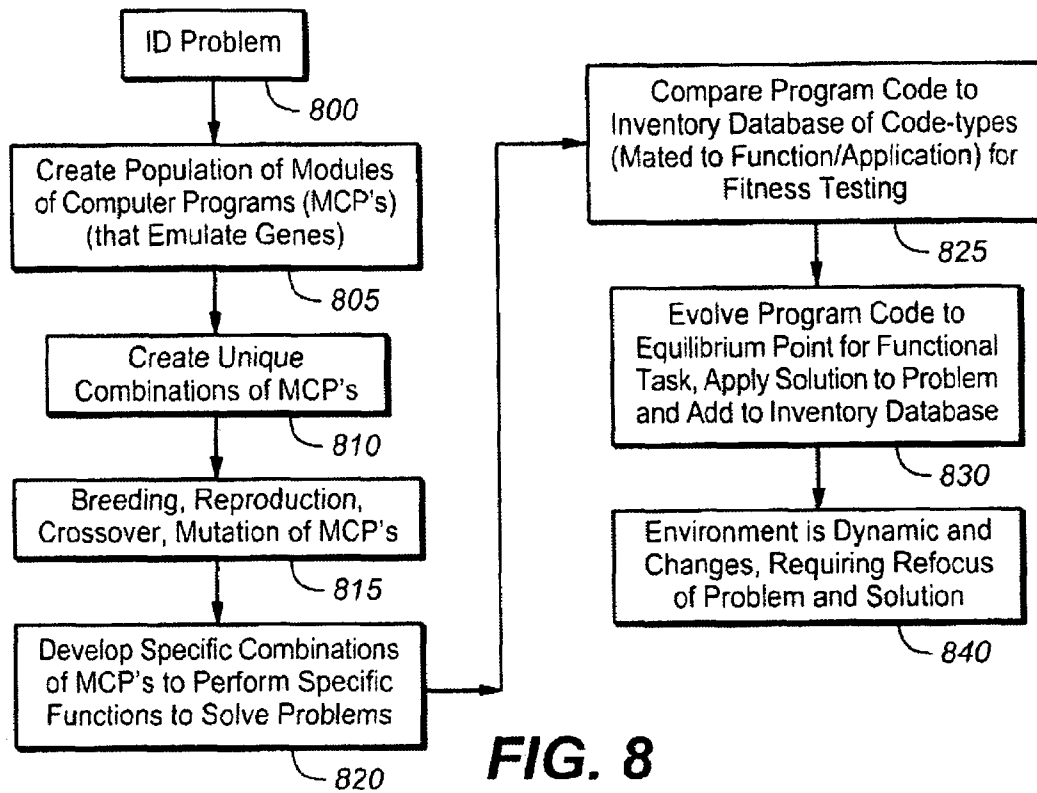 ID Problem
800
Create Population of Modules
of Computer Programs (MCP's)
(that Emulate Genes)
805
Create Unique
Combinations of MCP's
810
Breeding, Reproduction,
Crossover, Mutation of MCP's
815
Develop Specific Combinations
of MCP's to Perform Specific
Functions to Solve Problems
820
Compare Program Code to
Inventory Database of Code-types
(Mated to Function/Application) for
Fitness Testing
825
Evolve Program Code to
Equilibrium Point for Functional
Task, Apply Solution to Problem
and Add to Inventory Database
830
Environment is Dynamic and
Changes, Requiring Refocus
of Problem and Solution
840
FIG. 8